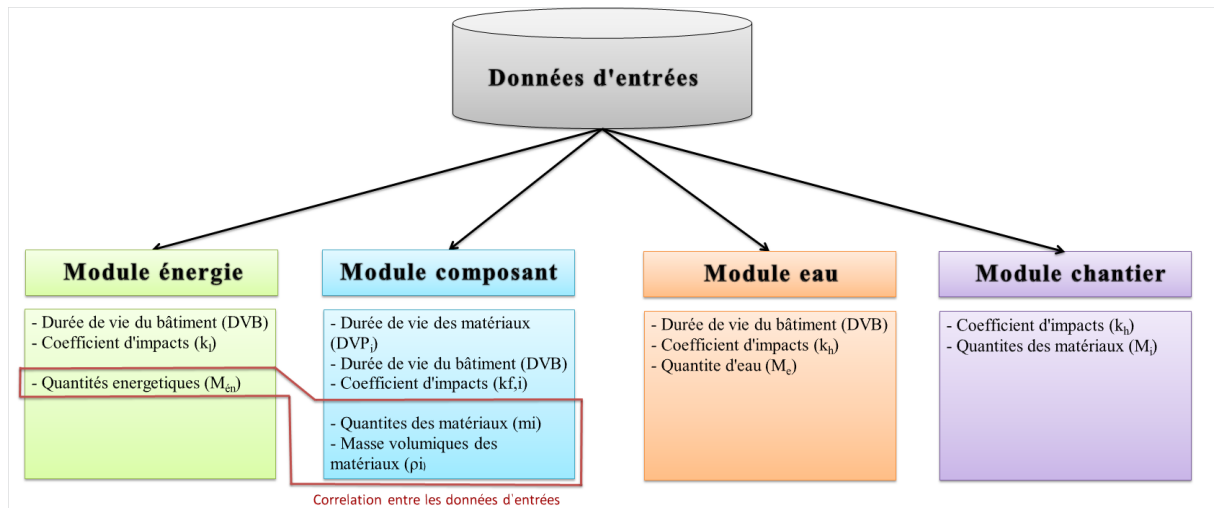 Données d'entrées
Module énergie
- Durée de vie du bâtiment (DVB)
- Coefficient d'impacts (kᵢ)
- Quantités energetiques (Mén)
Module composant
- Durée de vie des matériaux
(DVPᵢ)
- Durée de vie du bâtiment (DVB)
- Coefficient d'impacts (kf,i)
- Quantites des matériaux (mi)
- Masse volumiques des
matériaux (ρi)
Module eau
- Durée de vie du bâtiment (DVB)
- Coefficient d'impacts (kₕ)
- Quantite d'eau (Mₑ)
Module chantier
- Coefficient d'impacts (kₕ)
- Quantites des matériaux (Mᵢ)
Correlation entre les données d'entrées